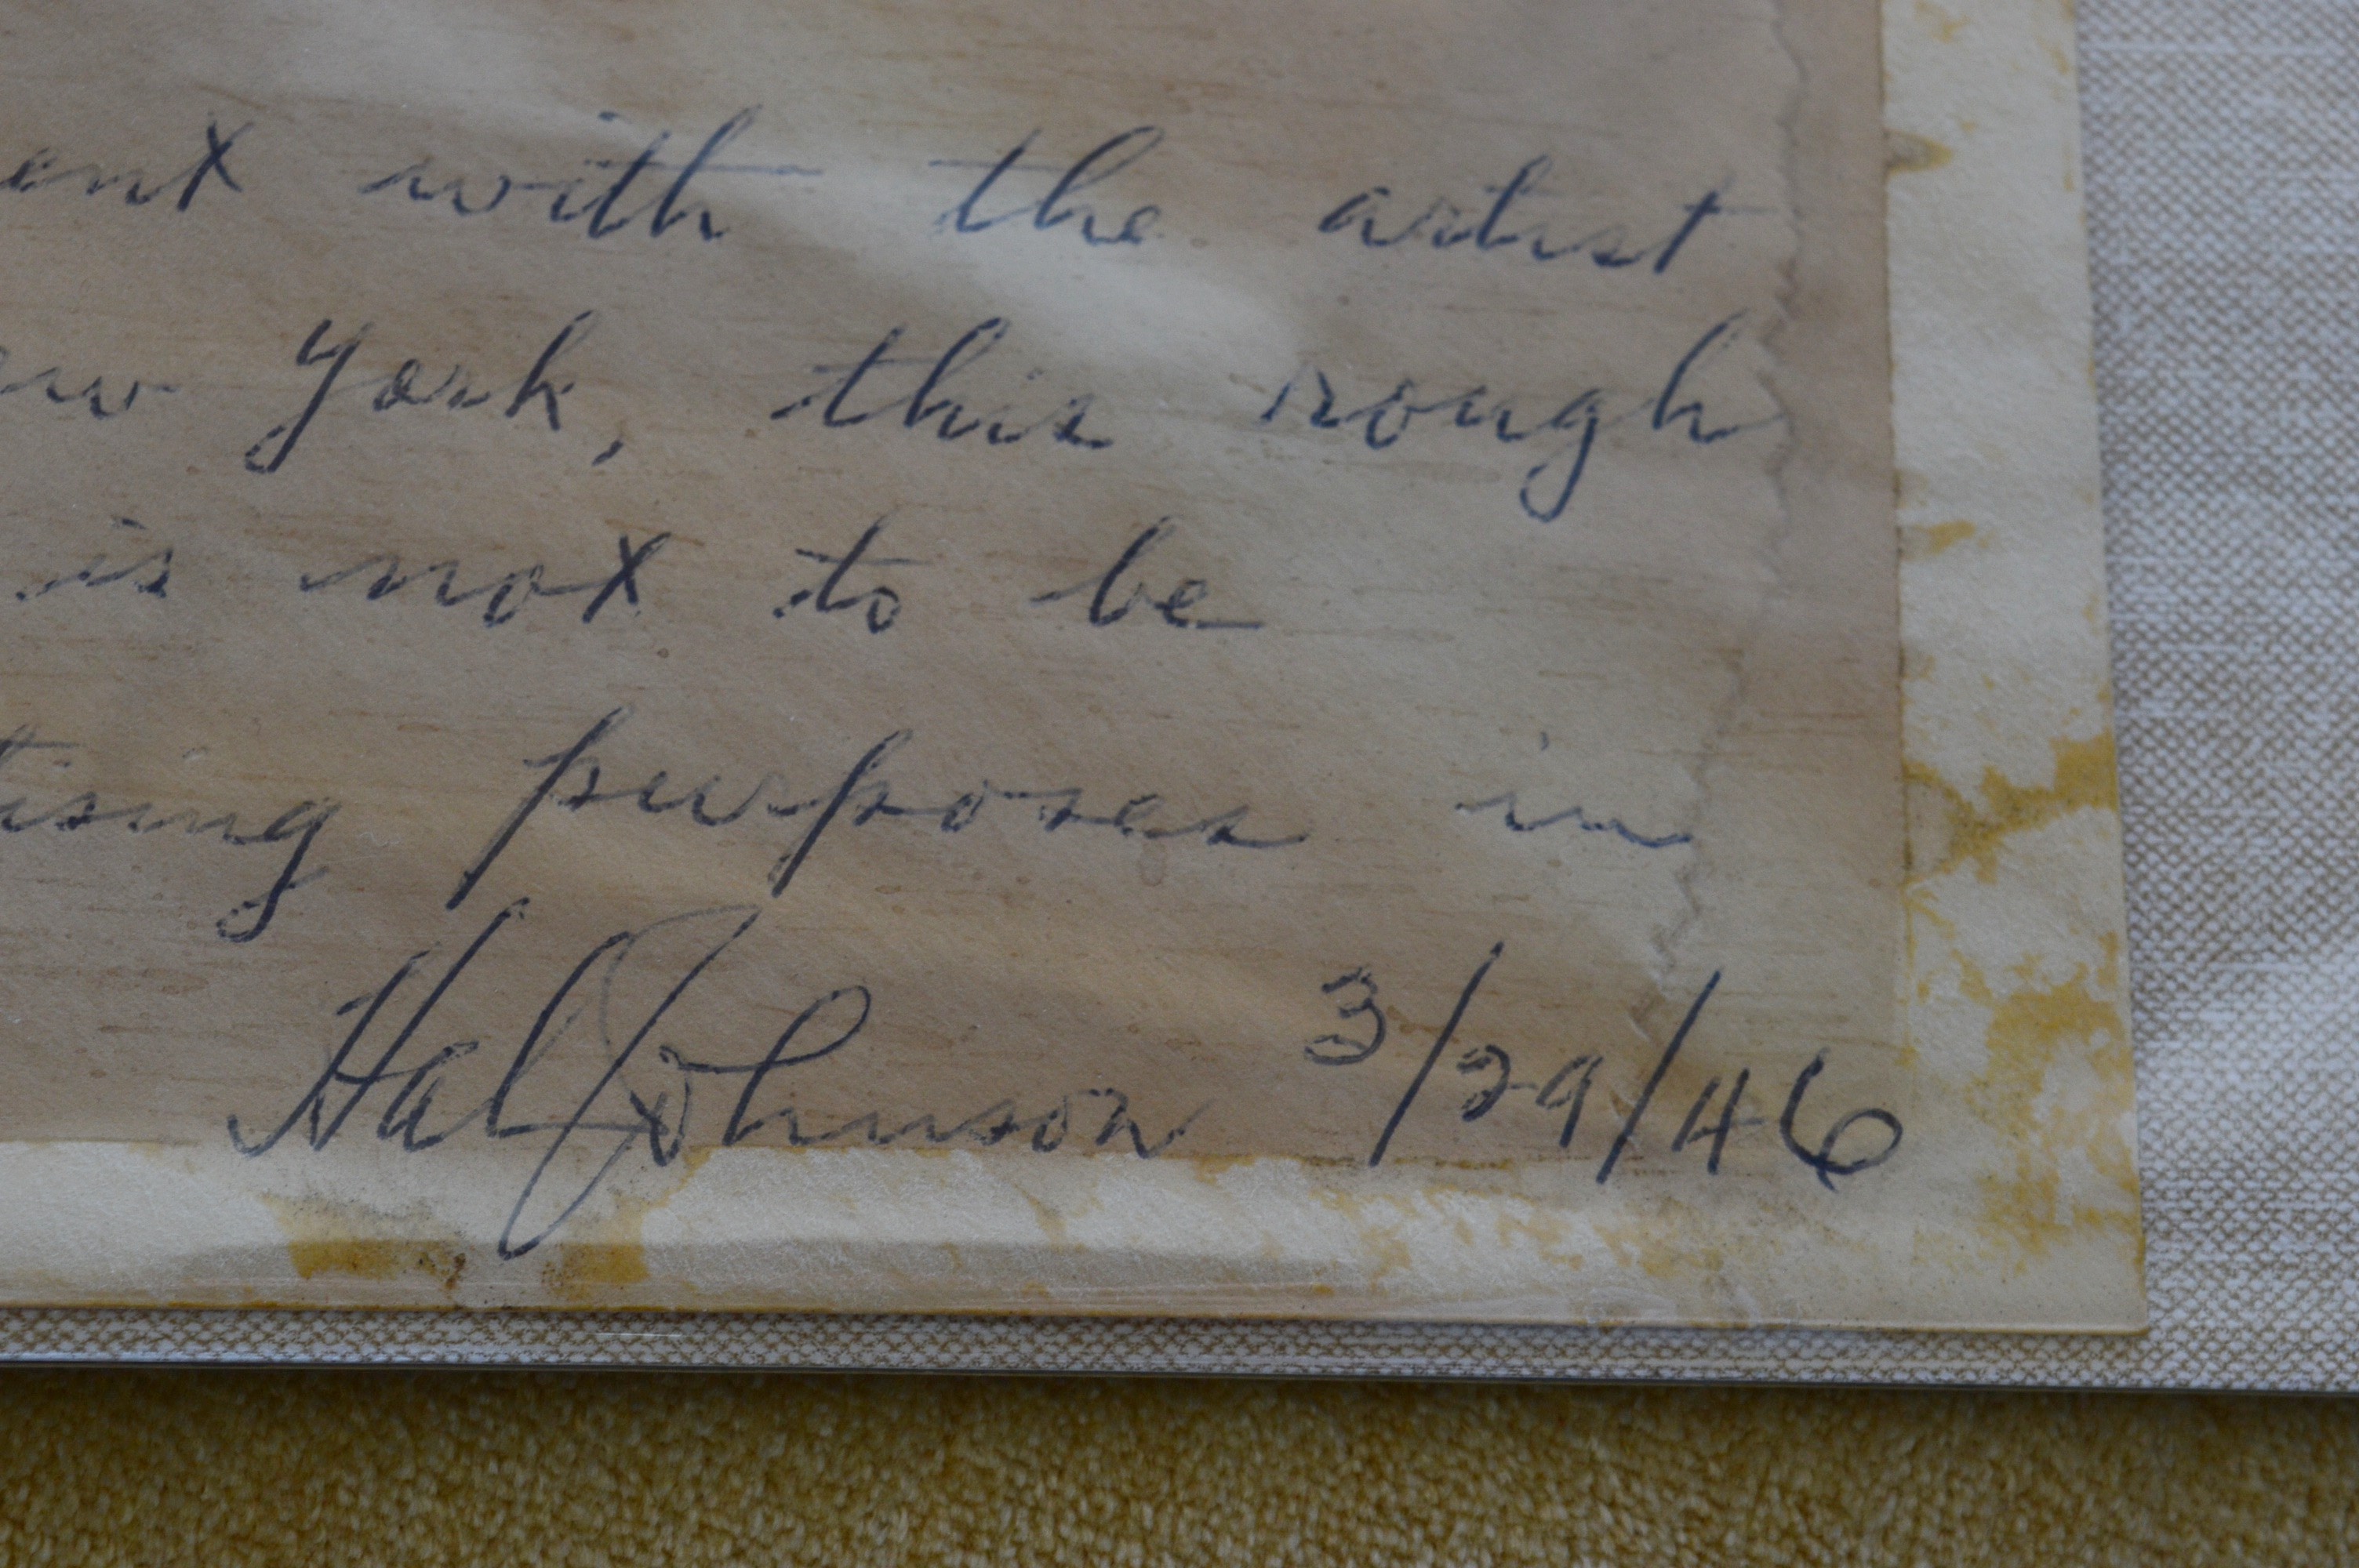 ent with the artist
ew York, this rough
is not to be
tising purposes in
Hal Johnson 3/29/46